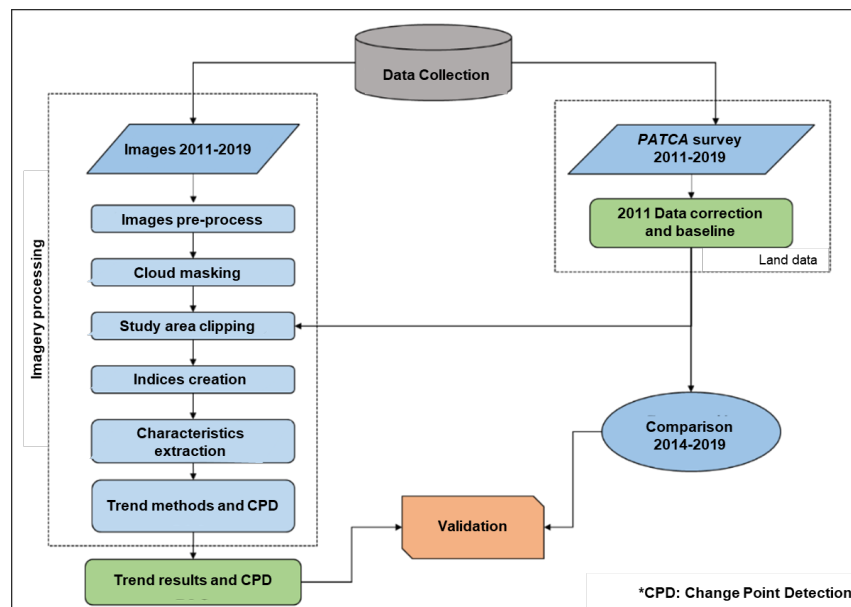 Data Collection
Images 2011-2019
Images pre-process
Cloud masking
Study area clipping
Indices creation
Characteristics
extraction
Trend methods and CPD
Imagery processing
Trend results and CPD
PATCA survey
2011-2019
2011 Data correction
and baseline
Land data
Comparison
2014-2019
Validation
*CPD: Change Point Detection